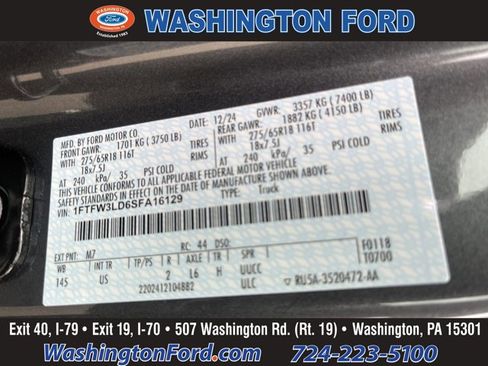 WASHINGTON FORD
WASHINGTON
Ford
PA
Established 1983
MFD. BY FORD MOTOR CO. 12/24 GVWR: 3357 KG ( 7400 LB)
FRONT GAWR: 1701 KG ( 3750 LB) REAR GAWR: 1882 KG ( 4150 LB)
275/65R18 116T TIRES 275/65R18 116T TIRES
18x7.5J RIMS 18x7.5J RIMS
AT 240 kPa/ 35 PSI COLD AT 240 kPa/ 35 PSI COLD
THIS VEHICLE CONFORMS TO ALL APPLICABLE FEDERAL MOTOR VEHICLE
SAFETY STANDARDS IN EFFECT ON THE DATE OF MANUFACTURE SHOWN ABOVE.
VIN: 1FTFW3LD6SFA16129
TYPE: Truck
EXT PNT: M7 RC: 44 DSO: F0118
WB INT TR TP/PS R AXLE TR SPR T0700
145 US 2 L6 H UUCC
2202412104882 ULC RU5A-3520472-AA
Exit 40, I-79 • Exit 19, I-70 • 507 Washington Rd. (Rt. 19) • Washington, PA 15301
WashingtonFord.com 724-223-5100